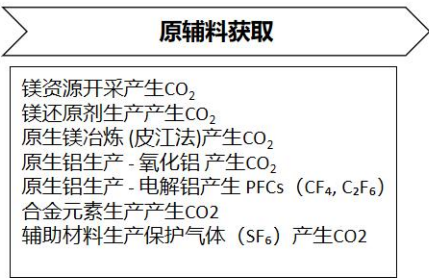 原辅料获取
镁资源开采产生CO₂
镁还原剂生产产生CO₂
原生镁冶炼 (皮江法)产生CO₂
原生铝生产 - 氧化铝 产生CO₂
原生铝生产 - 电解铝产生 PFCs（CF₄, C₂F₆）
合金元素生产产生CO2
辅助材料生产保护气体（SF₆）产生CO2